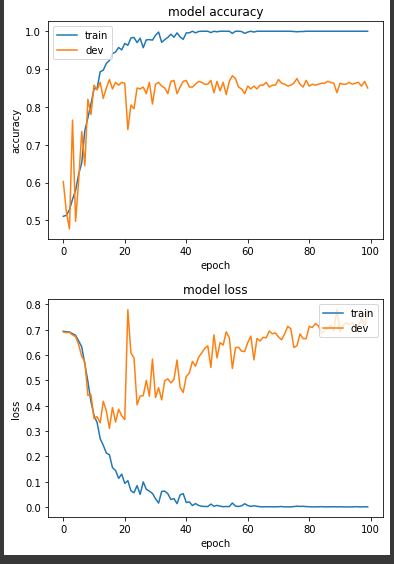 model accuracy
train
dev
1.0
0.9
0.8
0.7
0.6
0.5
accuracy
0 20 40 60 80 100
epoch
model loss
train
dev
0.8
0.7
0.6
0.5
0.4
0.3
0.2
0.1
0.0
loss
0 20 40 60 80 100
epoch